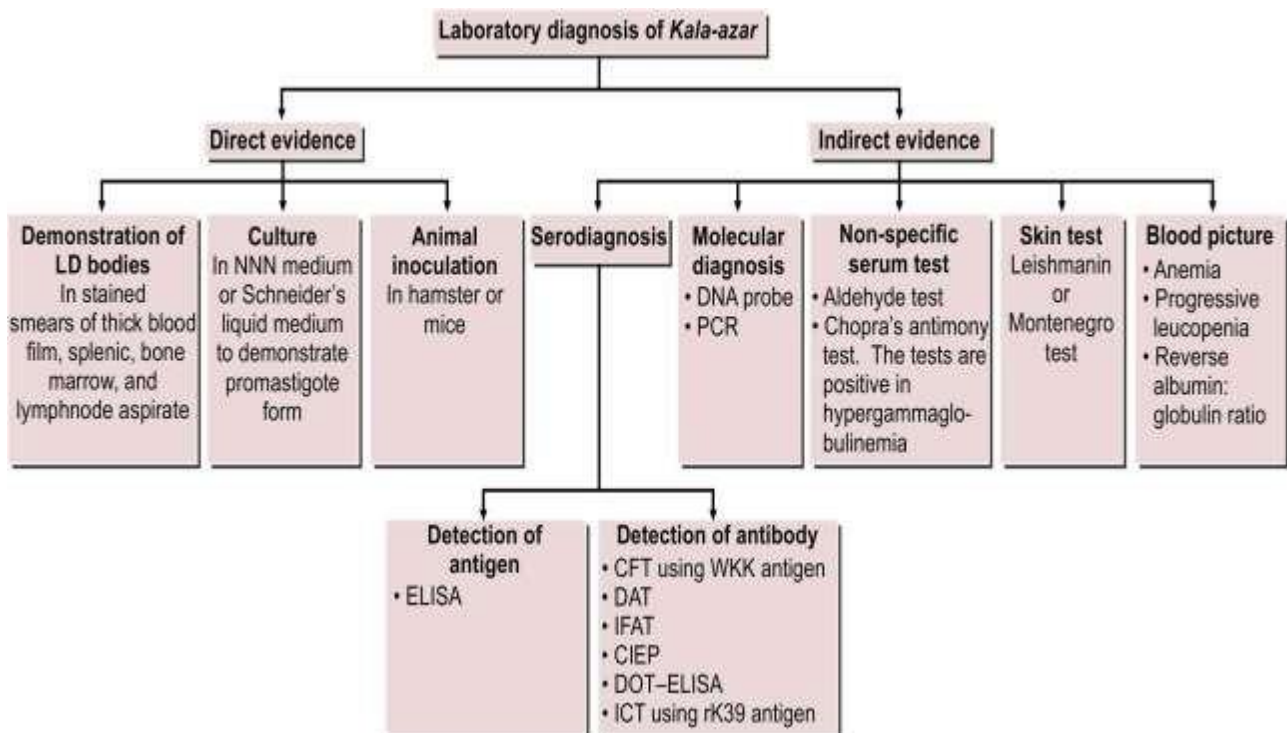 Laboratory diagnosis of Kala-azar
Direct evidence
Indirect evidence
Demonstration of
LD bodies
In stained
smears of thick blood
film, splenic, bone
marrow, and
lymphnode aspirate
Culture
In NNN medium
or Schneider's
liquid medium
to demonstrate
promastigote
form
Animal
inoculation
In hamster or
mice
Serodiagnosis
Molecular
diagnosis
• DNA probe
• PCR
Non-specific
serum test
• Aldehyde test
• Chopra's antimony
test. The tests are
positive in
hypergammaglo-
bulinemia
Skin test
Leishmanin
or
Montenegro
test
Blood picture
• Anemia
• Progressive
leucopenia
• Reverse
albumin:
globulin ratio
Detection of
antigen
• ELISA
Detection of antibody
• CFT using WKK antigen
• DAT
• IFAT
• CIEP
• DOT–ELISA
• ICT using rK39 antigen